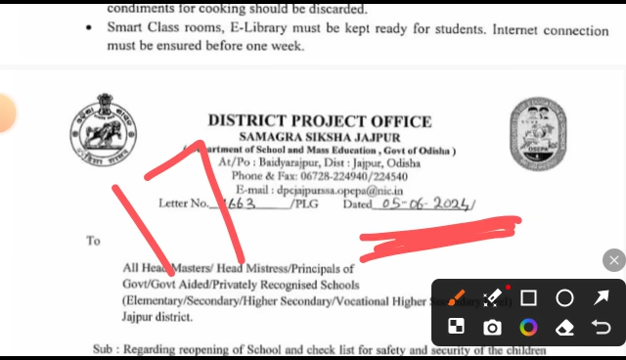 condiments for cooking should be discarded.
• Smart Class rooms, E-Library must be kept ready for students. Internet connection
must be ensured before one week.
DISTRICT PROJECT OFFICE
SAMAGRA SIKSHA JAJPUR
of School and Mass Education , Govt of Odisha )
At/Po : Baidyarajpur, Dist : Jajpur, Odisha
Phone & Fax: 06728-224940/224540
E-mail : dpcjajpurssa.opepa@nic.in
Letter No. 1663 /PLG Dated 05-06-2024/
To
All Head Masters/ Head Mistress/Principals of
Govt/Govt Aided/Privately Recognised Schools
(Elementary/Secondary/Higher Secondary/Vocational Higher
Jajpur district.
Sub : Regarding reopening of School and check list for safety and security of the children
17